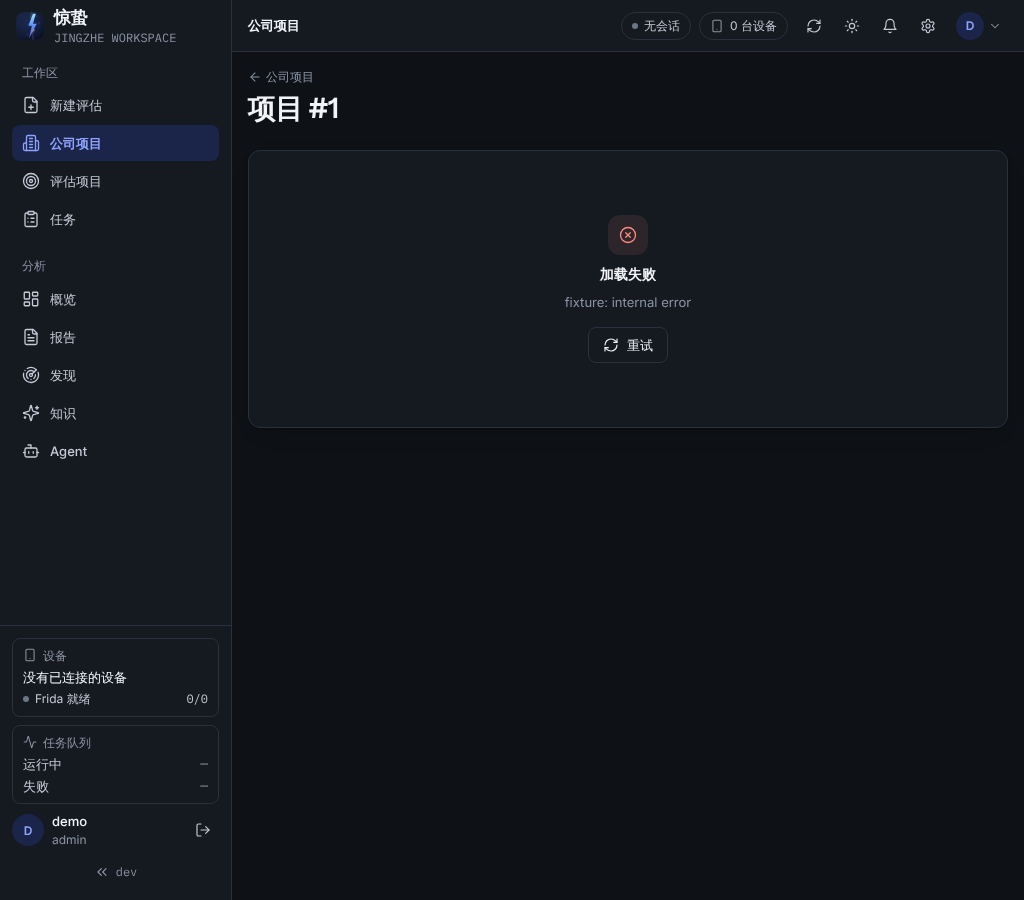 惊蛰
JINGZHE WORKSPACE
工作区
新建评估
公司项目
评估项目
任务
分析
概览
报告
发现
知识
Agent
设备
没有已连接的设备
Frida 就绪 0/0
任务队列
运行中 —
失败 —
D
demo
admin
dev
公司项目
无会话
0 台设备
D
公司项目
项目 #1
加载失败
fixture: internal error
重试